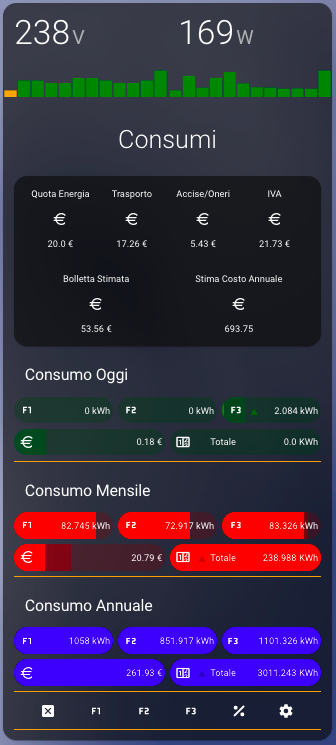 238V 169W
Consumi
Quota Energia Trasporto Accise/Oneri IVA
€ € € €
20.0 € 17.26 € 5.43 € 21.73 €
Bolletta Stimata Stima Costo Annuale
€ €
53.56 € 693.75
Consumo Oggi
F1 0 kWh F2 0 kWh F3 2.084 kWh
€ 0.18 € Totale 0.0 KWh
Consumo Mensile
F1 82.745 kWh F2 72.917 kWh F3 83.326 kWh
€ 20.79 € Totale 238.988 KWh
Consumo Annuale
F1 1058 kWh F2 851.917 kWh F3 1101.326 kWh
€ 261.93 € Totale 3011.243 KWh
F1 F2 F3 %